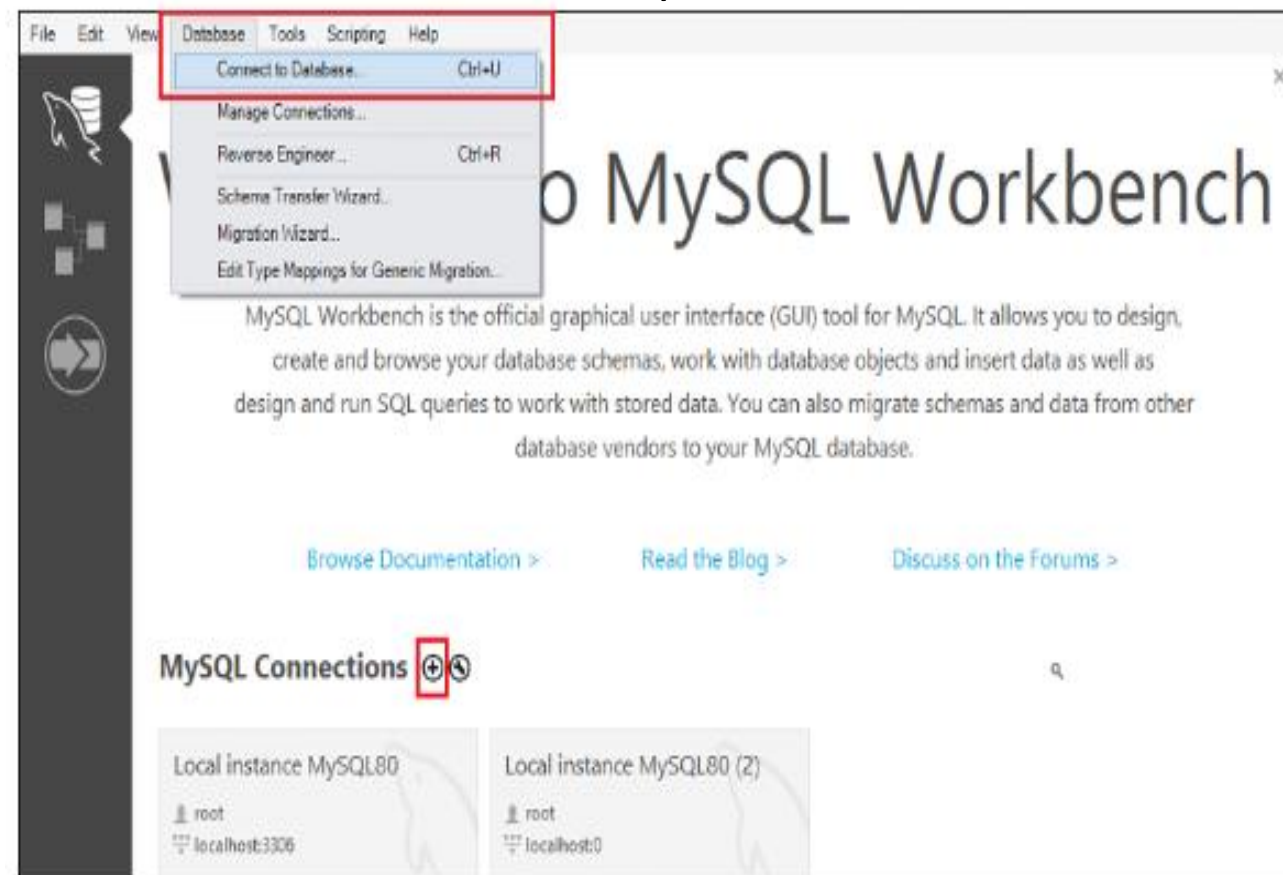 File Edit View Database Tools Scripting Help
Connect to Database... Ctrl+U
Manage Connections...
Reverse Engineer... Ctrl+R
Schema Transfer Wizard...
Migration Wizard...
Edit Type Mappings for Generic Migration...
o MySQL Workbench
MySQL Workbench is the official graphical user interface (GUI) tool for MySQL. It allows you to design,
create and browse your database schemas, work with database objects and insert data as well as
design and run SQL queries to work with stored data. You can also migrate schemas and data from other
database vendors to your MySQL database.
Browse Documentation > Read the Blog > Discuss on the Forums >
MySQL Connections
Local instance MySQL80 Local instance MySQL80 (2)
root root
localhost:3306 localhost:0